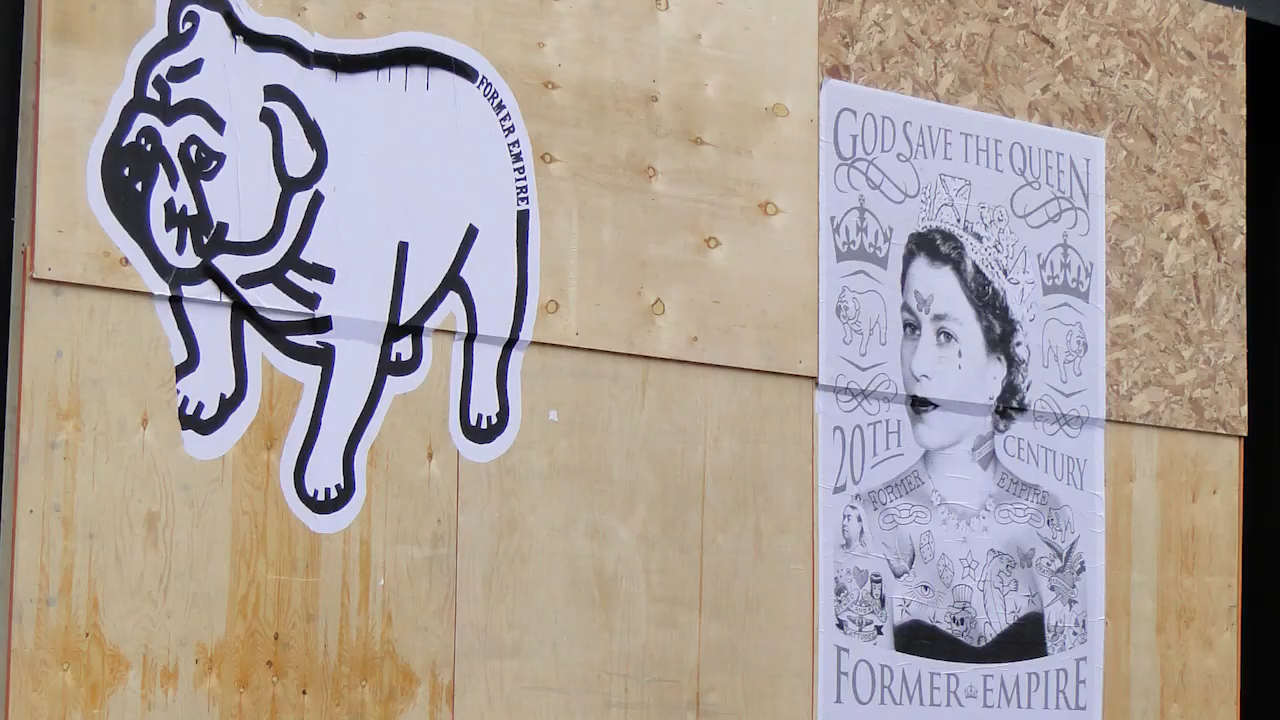 FORMER EMPIRE
GOD SAVE THE QUEEN
20TH CENTURY
FORMER EMPIRE
FORMER EMPIRE